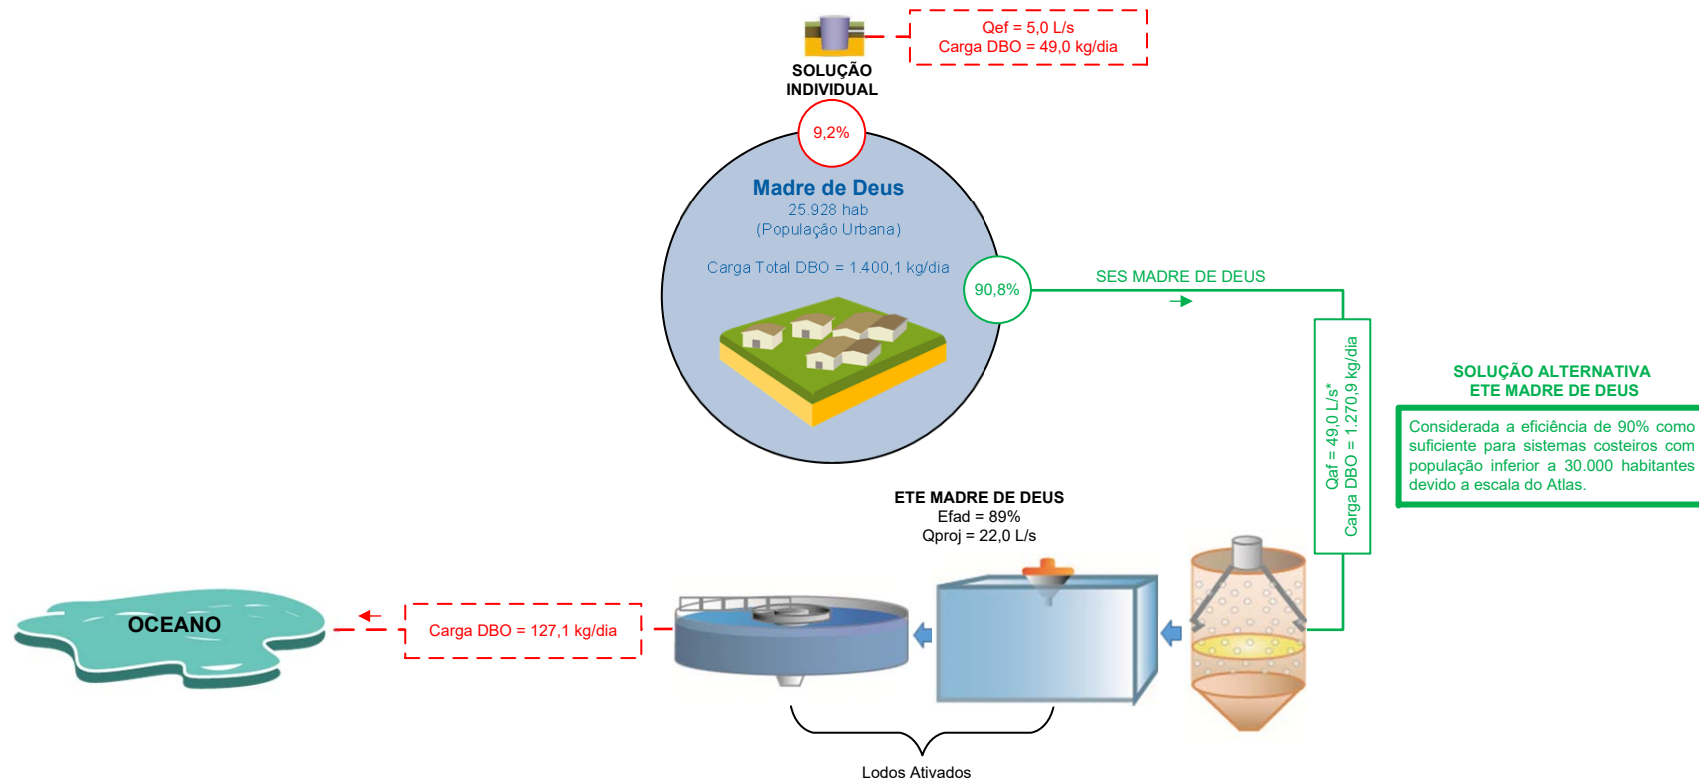 Qef = 5,0 L/s
Carga DBO = 49,0 kg/dia
SOLUÇÃO
INDIVIDUAL
9,2%
Madre de Deus
25.928 hab
(População Urbana)
Carga Total DBO = 1.400,1 kg/dia
90,8%
SES MADRE DE DEUS
Qaf = 49,0 L/s*
Carga DBO = 1.270,9 kg/dia
SOLUÇÃO ALTERNATIVA
ETE MADRE DE DEUS
Considerada a eficiência de 90% como
suficiente para sistemas costeiros com
população inferior a 30.000 habitantes
devido a escala do Atlas.
ETE MADRE DE DEUS
Efad = 89%
Qproj = 22,0 L/s
OCEANO
Carga DBO = 127,1 kg/dia
Lodos Ativados